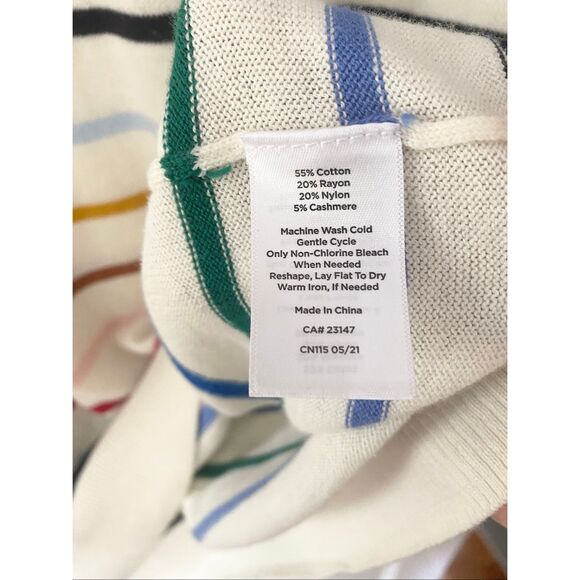 55% Cotton
20% Rayon
20% Nylon
5% Cashmere
Machine Wash Cold
Gentle Cycle
Only Non-Chlorine Bleach
When Needed
Reshape, Lay Flat To Dry
Warm Iron, If Needed
Made In China
CA# 23147
CN115 05/21